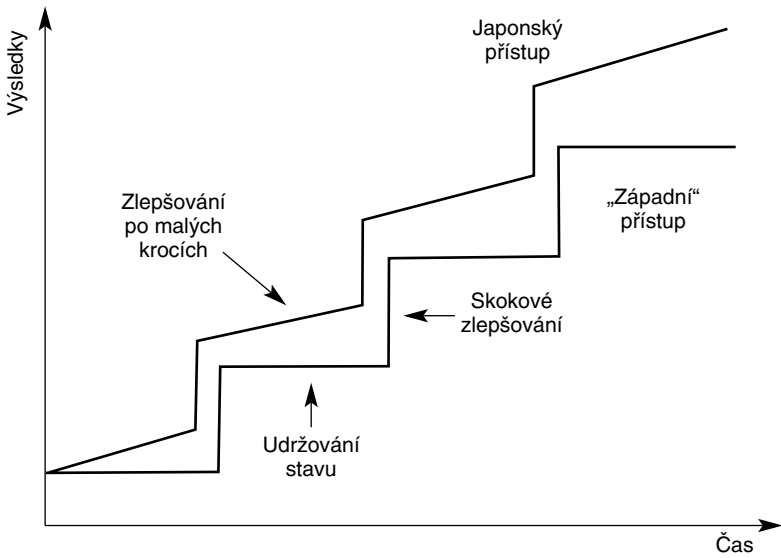 Výsledky
Japonský
přístup
Zlepšování
po malých
krocích
„Západní“
přístup
Skokové
zlepšování
Udržování
stavu
Čas